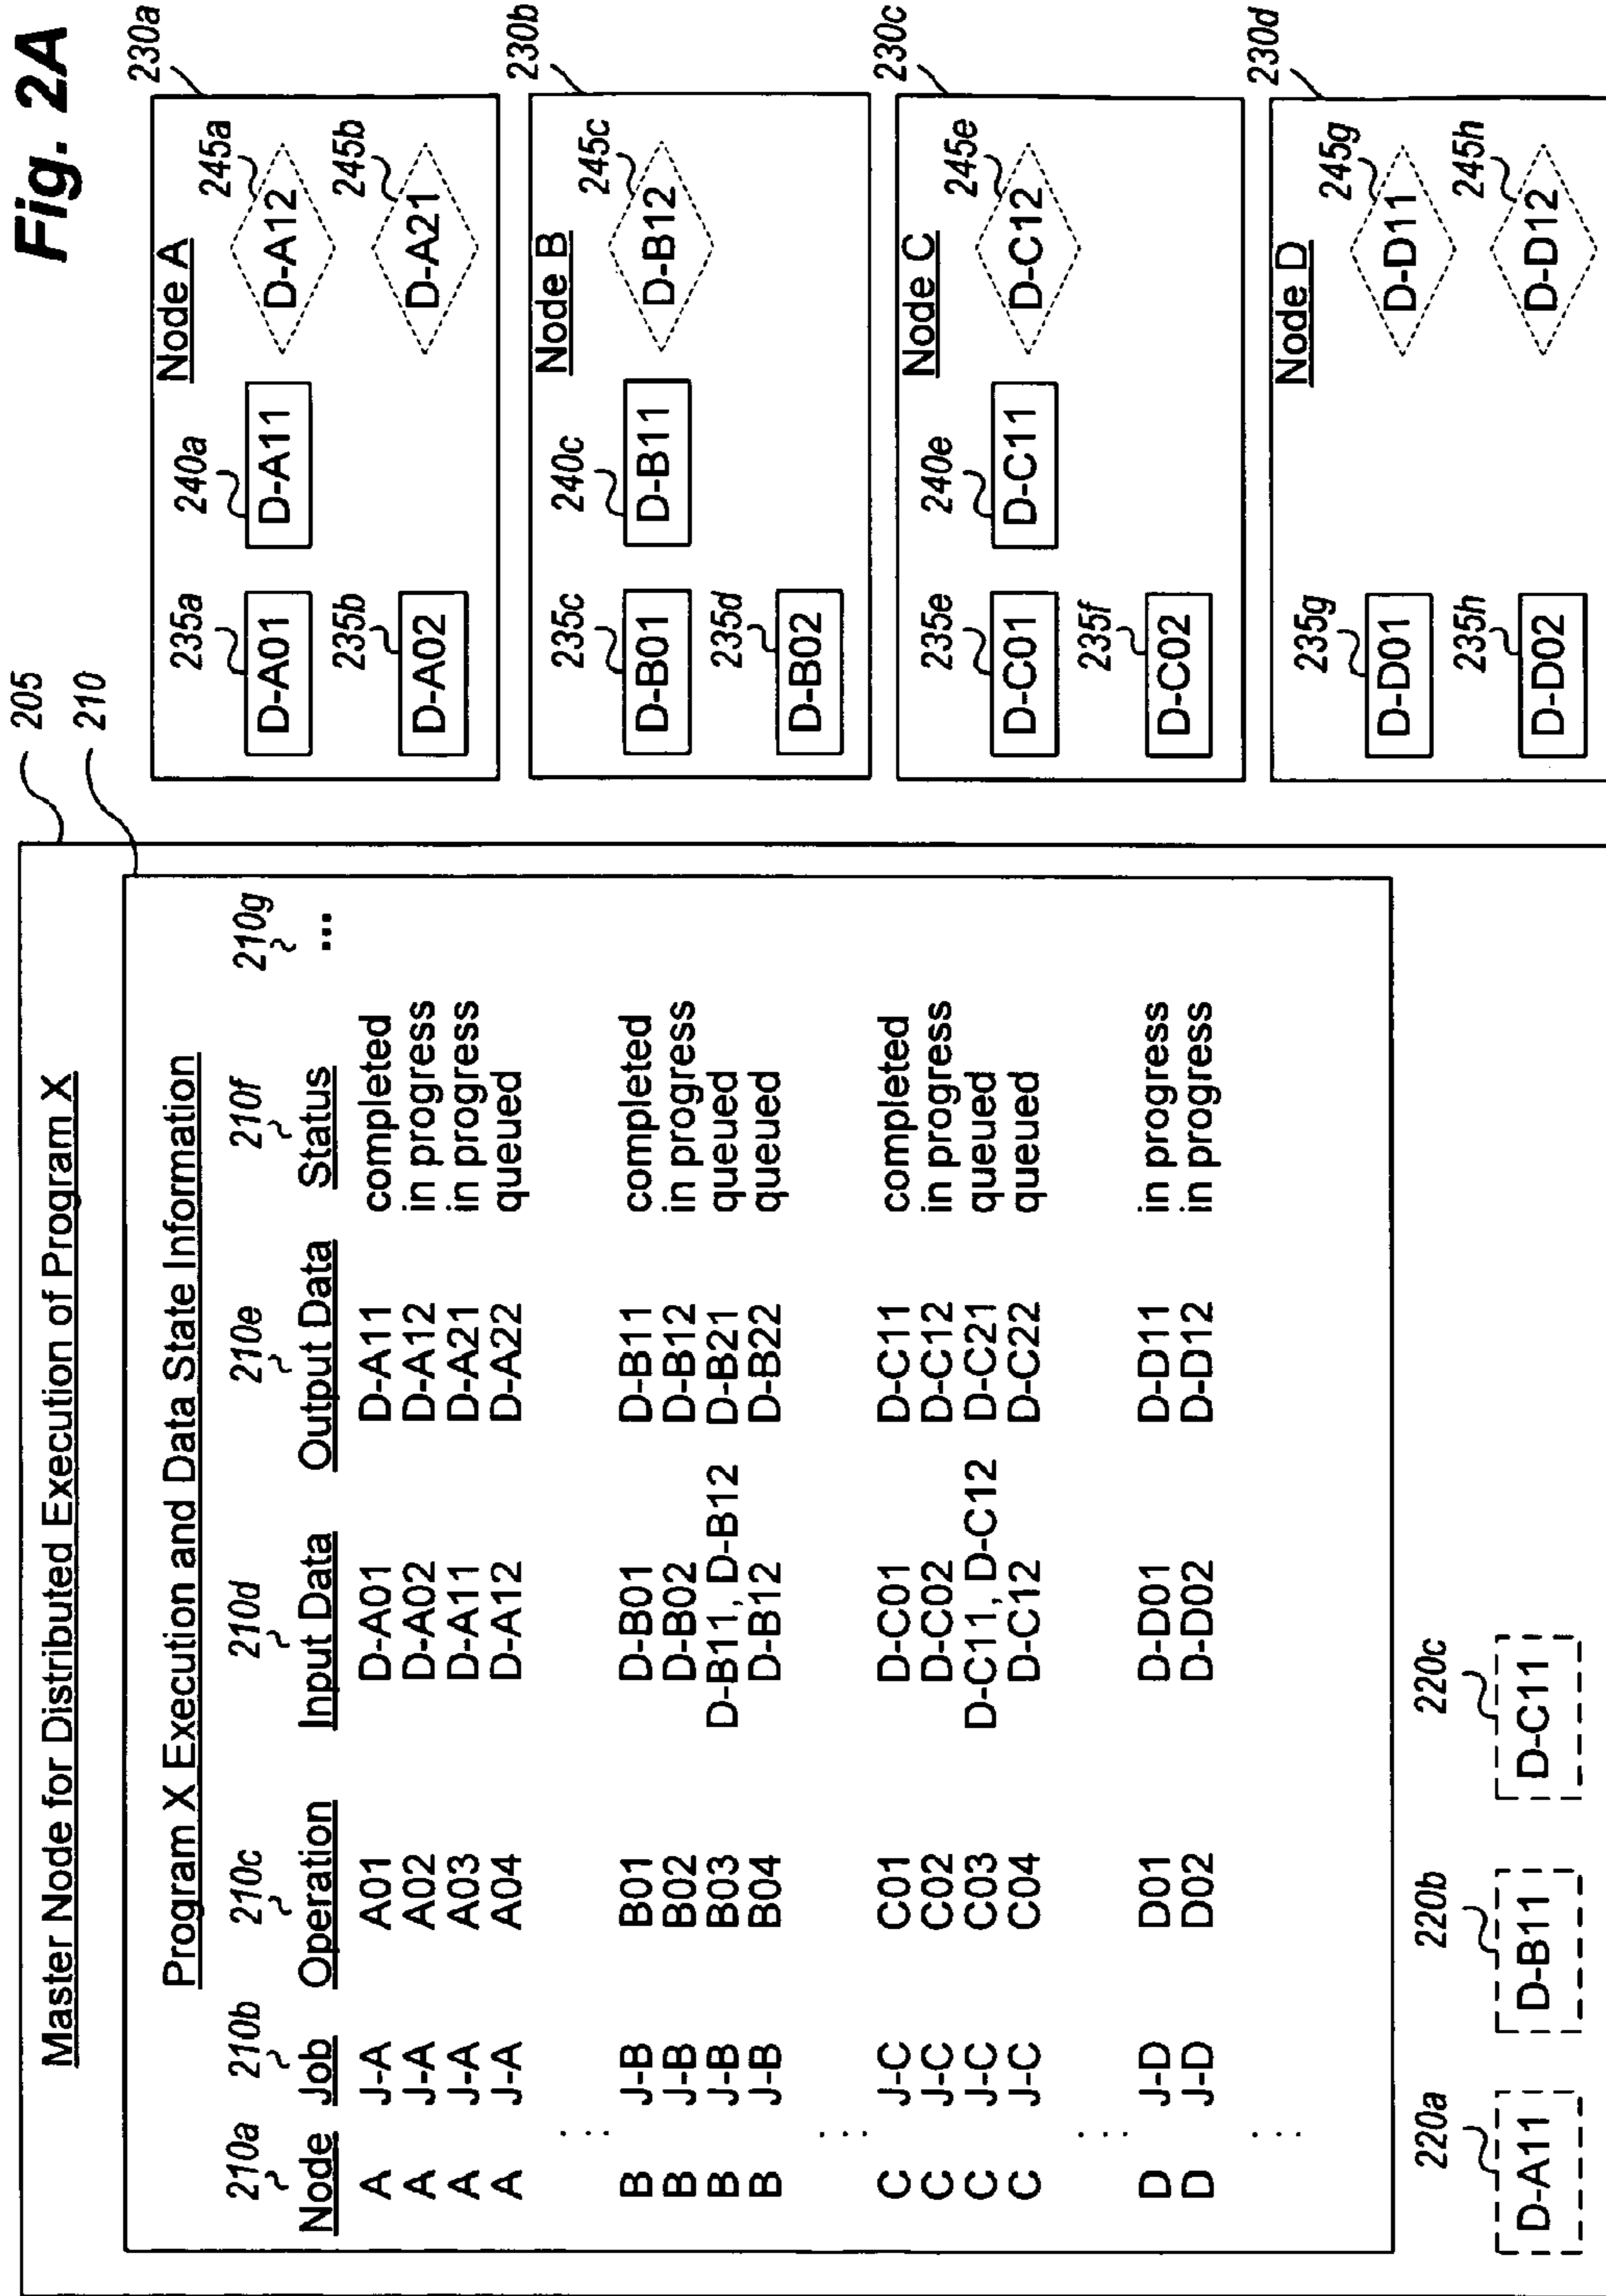 Fig. 2A
Master Node for Distributed Execution of Program X
205
210
Program X Execution and Data State Information
210a 210b 210c 210d 210e 210f 210g
Node Job Operation Input Data Output Data Status ...
A J-A A01 D-A01 D-A11 completed
A J-A A02 D-A02 D-A12 in progress
A J-A A03 D-A11 D-A21 in progress
A J-A A04 D-A12 D-A22 queued
...
B J-B B01 D-B01 D-B11 completed
B J-B B02 D-B02 D-B12 in progress
B J-B B03 D-B11, D-B12 D-B21 queued
B J-B B04 D-B12 D-B22 queued
...
C J-C C01 D-C01 D-C11 completed
C J-C C02 D-C02 D-C12 in progress
C J-C C03 D-C11, D-C12 D-C21 queued
C J-C C04 D-C12 D-C22 queued
...
D J-D D01 D-D01 D-D11 in progress
D J-D D02 D-D02 D-D12 in progress
...
220a 220b 220c
D-A11 D-B11 D-C11
230a
Node A
235a 240a 245a
D-A01 D-A11 D-A12
235b 245b
D-A02 D-A21
230b
Node B
235c 240c 245c
D-B01 D-B11 D-B12
235d
D-B02
230c
Node C
235e 240e 245e
D-C01 D-C11 D-C12
235f
D-C02
230d
Node D
235g 245g
D-D01 D-D11
235h 245h
D-D02 D-D12